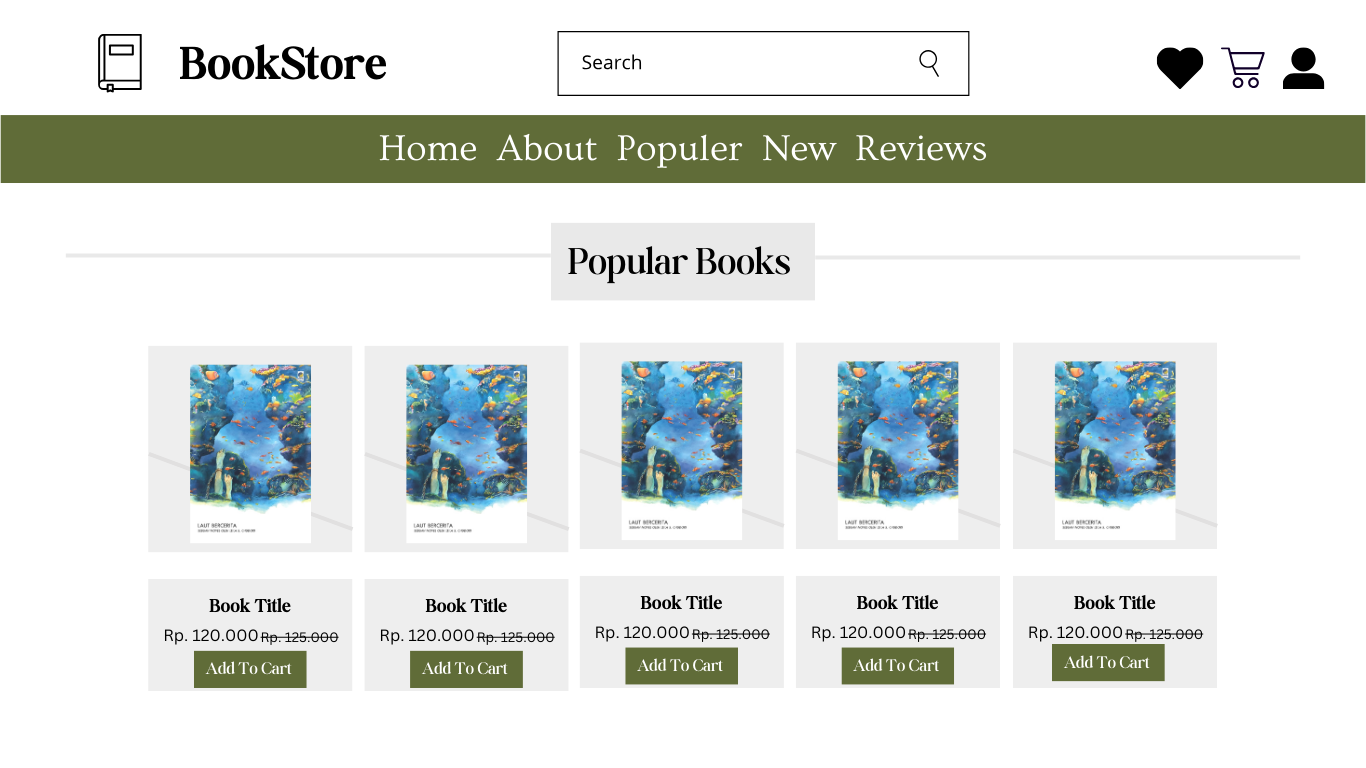 BookStore
Search
Home About Populer New Reviews
Popular Books
LAUT BERCERITA
LAUT BERCERITA
LAUT BERCERITA
LAUT BERCERITA
LAUT BERCERITA
Book Title
Rp. 120.000 Rp. 125.000
Add To Cart
Book Title
Rp. 120.000 Rp. 125.000
Add To Cart
Book Title
Rp. 120.000 Rp. 125.000
Add To Cart
Book Title
Rp. 120.000 Rp. 125.000
Add To Cart
Book Title
Rp. 120.000 Rp. 125.000
Add To Cart